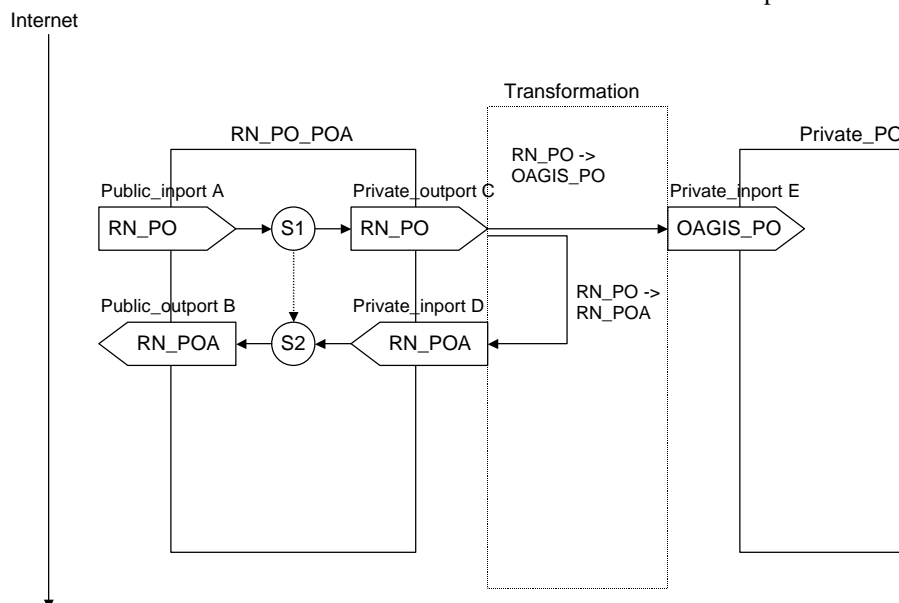 Internet
Transformation
RN_PO_POA
Private_PO
RN_PO ->
OAGIS_PO
Public_inport A
Private_outport C
Private_inport E
RN_PO
S1
RN_PO
OAGIS_PO
RN_PO ->
RN_POA
Public_outport B
Private_inport D
RN_POA
S2
RN_POA